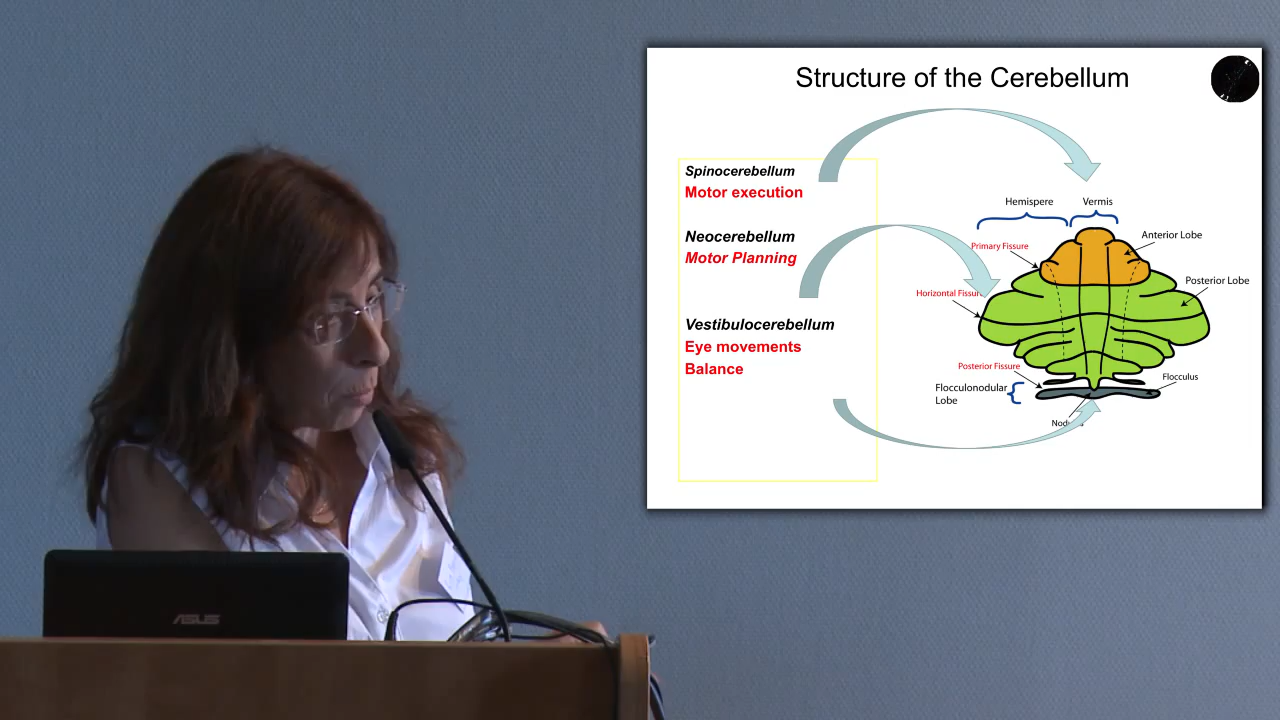 Structure of the Cerebellum
Spinocerebellum
Motor execution
Neocerebellum
Motor Planning
Vestibulocerebellum
Eye movements
Balance
Hemispere
Vermis
Primary Fissure
Anterior Lobe
Horizontal Fissur
Posterior Lobe
Posterior Fissure
Flocculus
Flocculonodular
Lobe
ASUS